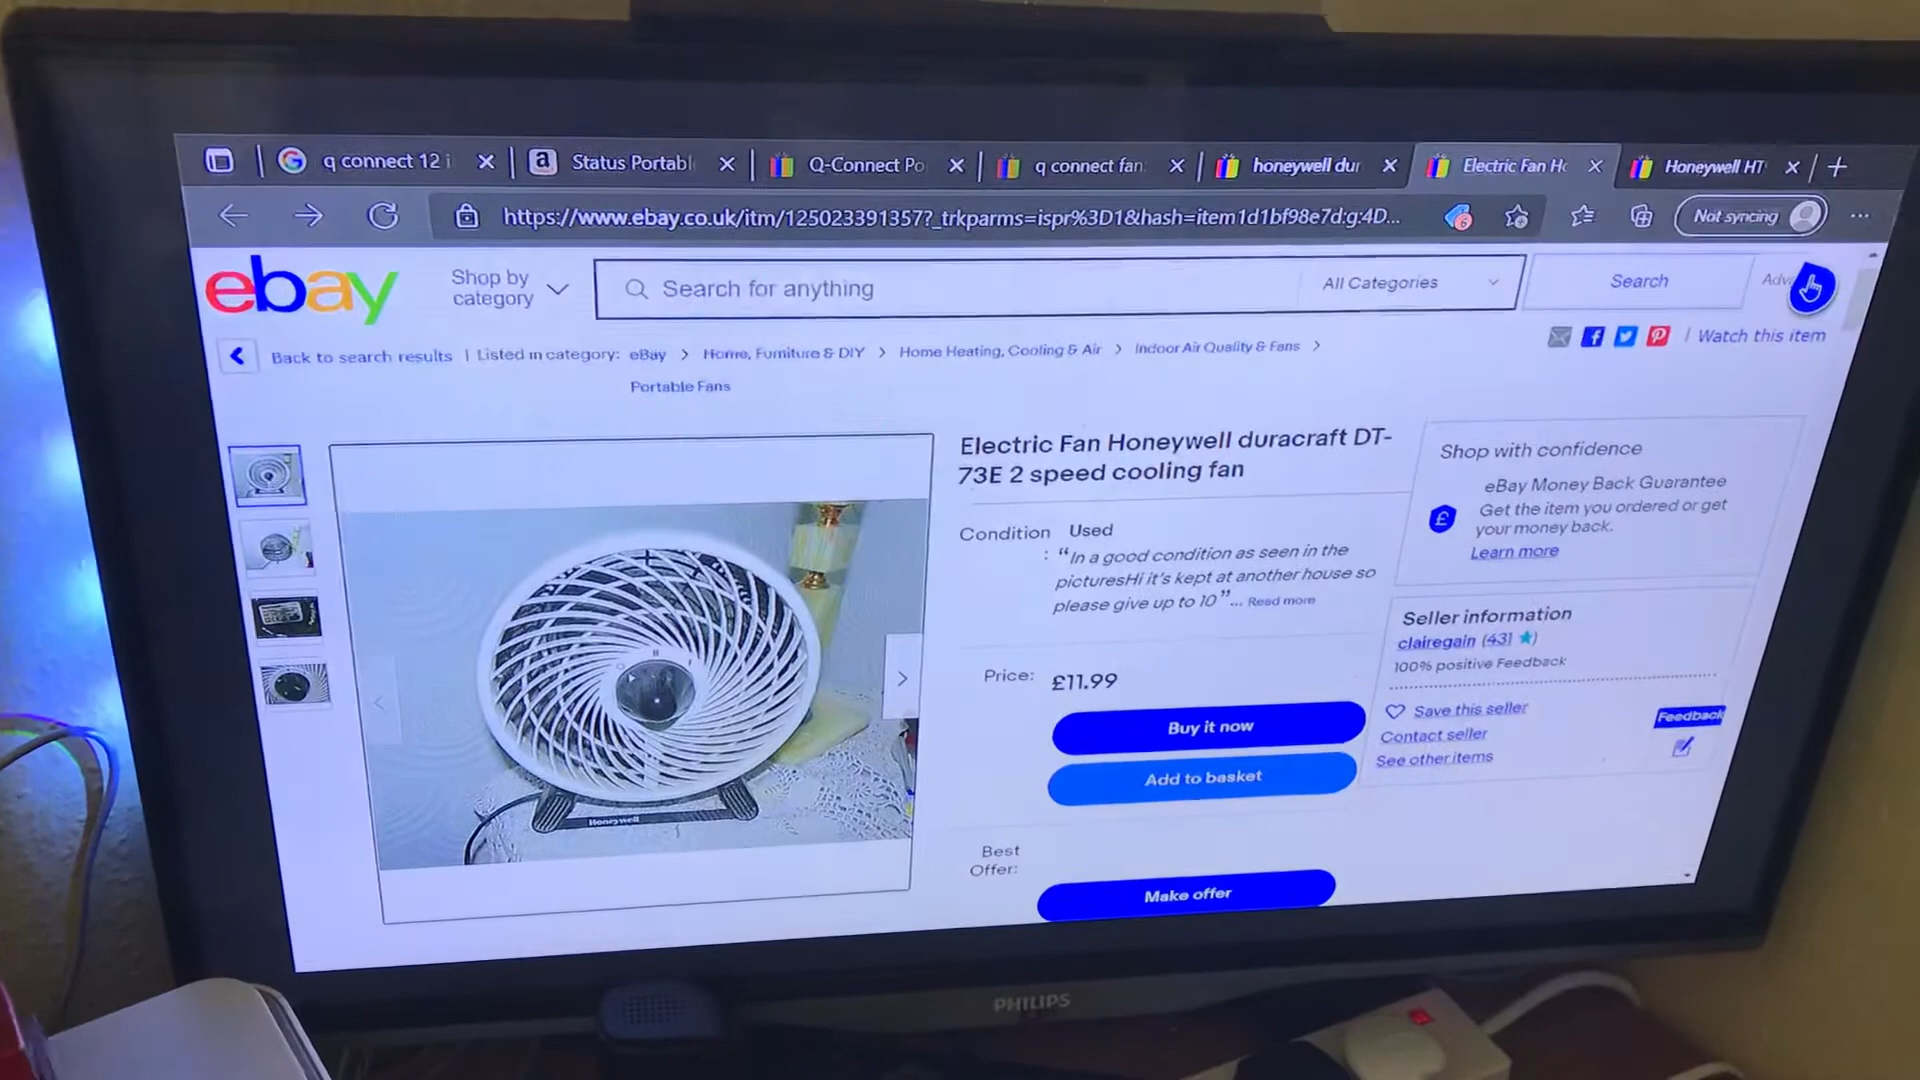 q connect 12 i
Status Portabl
Q-Connect Po
q connect fan
honeywell dur
Electric Fan Ho
Honeywell HT
https://www.ebay.co.uk/itm/125023391357?_trkparms=ispr%3D1&hash=item1d1bf98e7d:g:4D...
6
Not syncing
ebay
Shop by
category
Search for anything
All Categories
Search
Adv
Back to search results | Listed in category: eBay > Home, Furniture & DIY > Home Heating, Cooling & Air > Indoor Air Quality & Fans >
Portable Fans
| Watch this item
Electric Fan Honeywell duracraft DT-
73E 2 speed cooling fan
Condition Used
: "In a good condition as seen in the
picturesHi it's kept at another house so
please give up to 10"... Read more
Price: £11.99
Buy it now
Add to basket
Best
Offer:
Make offer
Shop with confidence
eBay Money Back Guarantee
Get the item you ordered or get
your money back.
Learn more
Seller information
clairegain (431)
100% positive Feedback
Save this seller
Contact seller
See other items
Feedback
Honeywell
PHILIPS